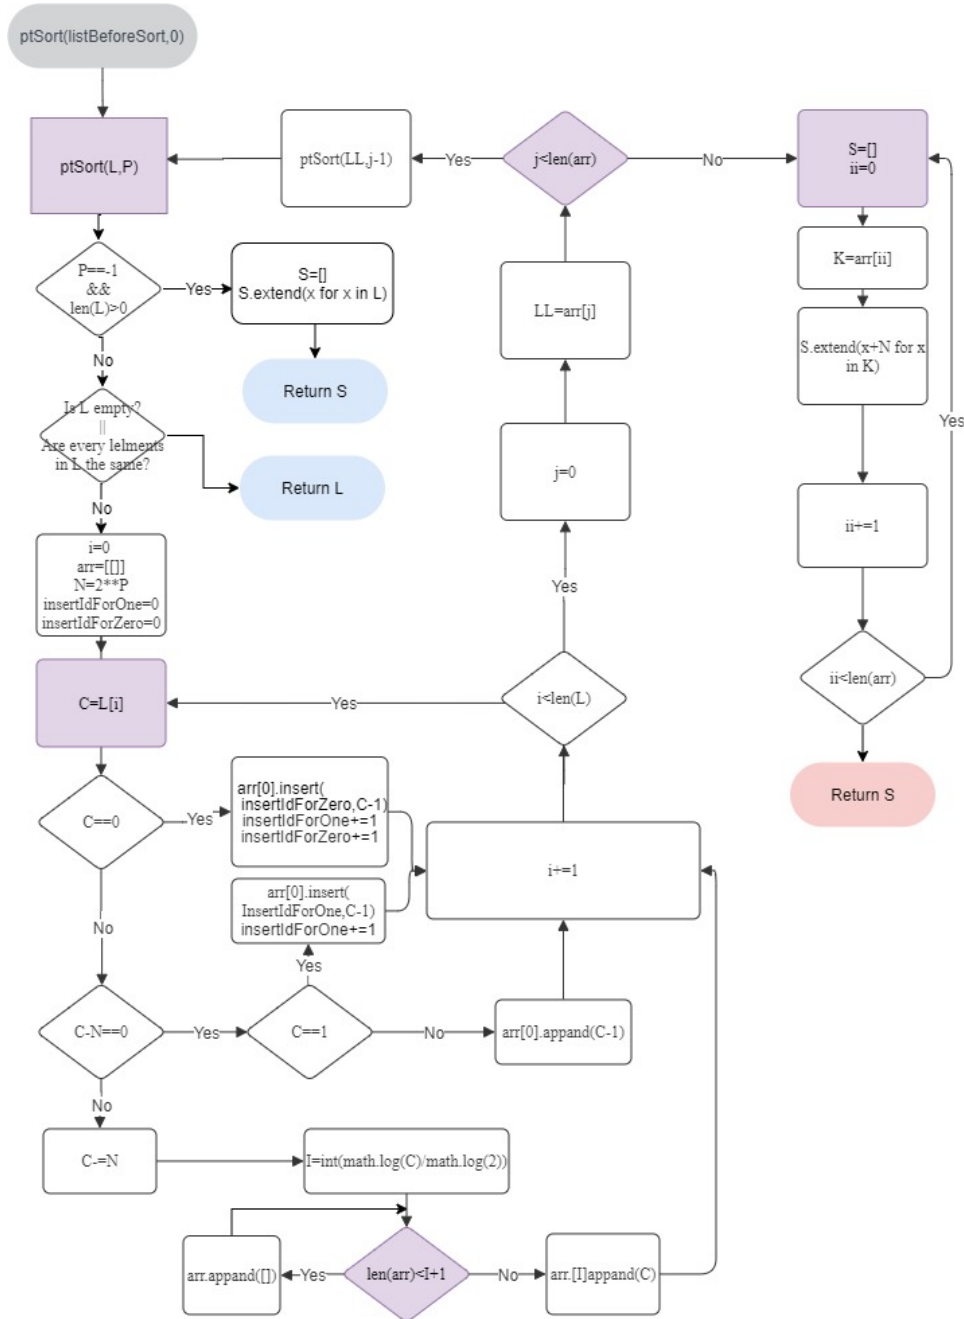 ptSort(listBeforeSort,0)
ptSort(L,P)
ptSort(LL,j-1)
Yes
j<len(arr)
No
S=[]
ii=0
P==-1
&&
len(L)>0
Yes
S=[]
S.extend(x for x in L)
LL=arr[j]
K=arr[ii]
S.extend(x+N for x
in K)
No
Return S
Is L empty?
||
Are every lelments
in L the same?
Return L
j=0
Yes
ii+=1
No
i=0
arr=[[]]
N=2**P
insertIdForOne=0
insertIdForZero=0
Yes
C=L[i]
Yes
i<len(L)
ii<len(arr)
Return S
C==0
Yes
arr[0].insert(
insertIdForZero,C-1)
insertIdForOne+=1
insertIdForZero+=1
i+=1
arr[0].insert(
InsertIdForOne,C-1)
insertIdForOne+=1
No
Yes
C-N==0
Yes
C==1
No
arr[0].appand(C-1)
No
C-=N
I=int(math.log(C)/math.log(2))
arr.appand([])
Yes
len(arr)<I+1
No
arr.[I]appand(C)